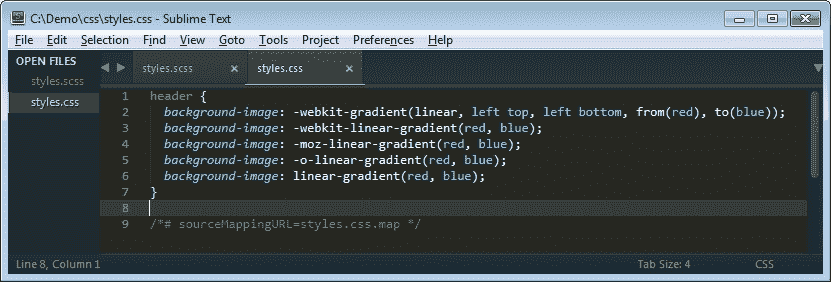 C:\Demo\css\styles.css - Sublime Text
File Edit Selection Find View Goto Tools Project Preferences Help
OPEN FILES
styles.scss
styles.css
styles.scss × styles.css ×
1 header {
2 background-image: -webkit-gradient(linear, left top, left bottom, from(red), to(blue));
3 background-image: -webkit-linear-gradient(red, blue);
4 background-image: -moz-linear-gradient(red, blue);
5 background-image: -o-linear-gradient(red, blue);
6 background-image: linear-gradient(red, blue);
7 }
8
9 /*# sourceMappingURL=styles.css.map */
Line 8, Column 1 Tab Size: 4 CSS